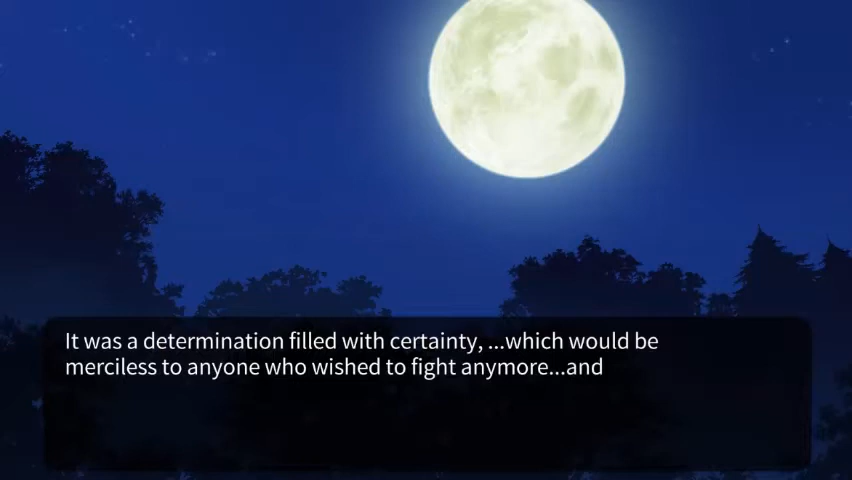 It was a determination filled with certainty, ...which would be
merciless to anyone who wished to fight anymore...and